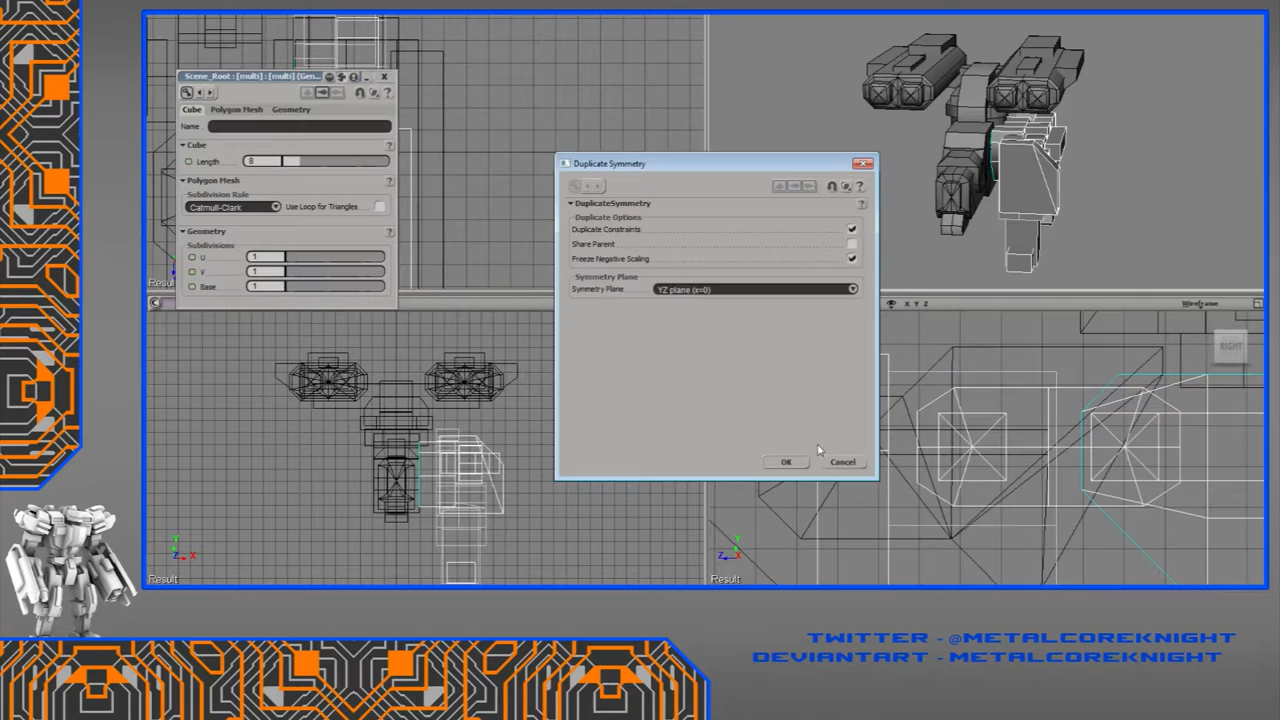 Scene_Root : [multi] : [multi] (Gen...
Cube Polygon Mesh Geometry
Name
Cube
Length 8
Polygon Mesh
Subdivision Rule
Catmull-Clark Use Loop for Triangles
Geometry
Subdivisions
U 1
V 1
Base 1
Result
Duplicate Symmetry
DuplicateSymmetry
Duplicate Options
Duplicate Constraints
Share Parent
Freeze Negative Scaling
Symmetry Plane
Symmetry Plane YZ plane (x=0)
OK Cancel
X Y Z Wireframe
RIGHT
Y
Z X
Result
Y
Z X
Result
TWITTER - @METALCOREKNIGHT
DEVIANTART - METALCOREKNIGHT